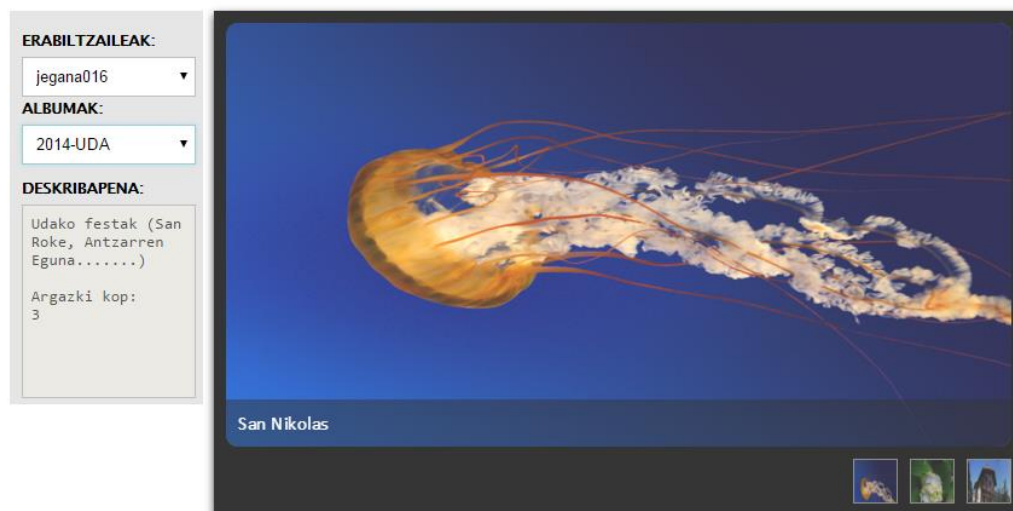 ERABILTZAILEAK:
jegana016
ALBUMAK:
2014-UDA
DESKRIBAPENA:
Udako festak (San
Roke, Antzarren
Eguna.......)
Argazki kop:
3
San Nikolas